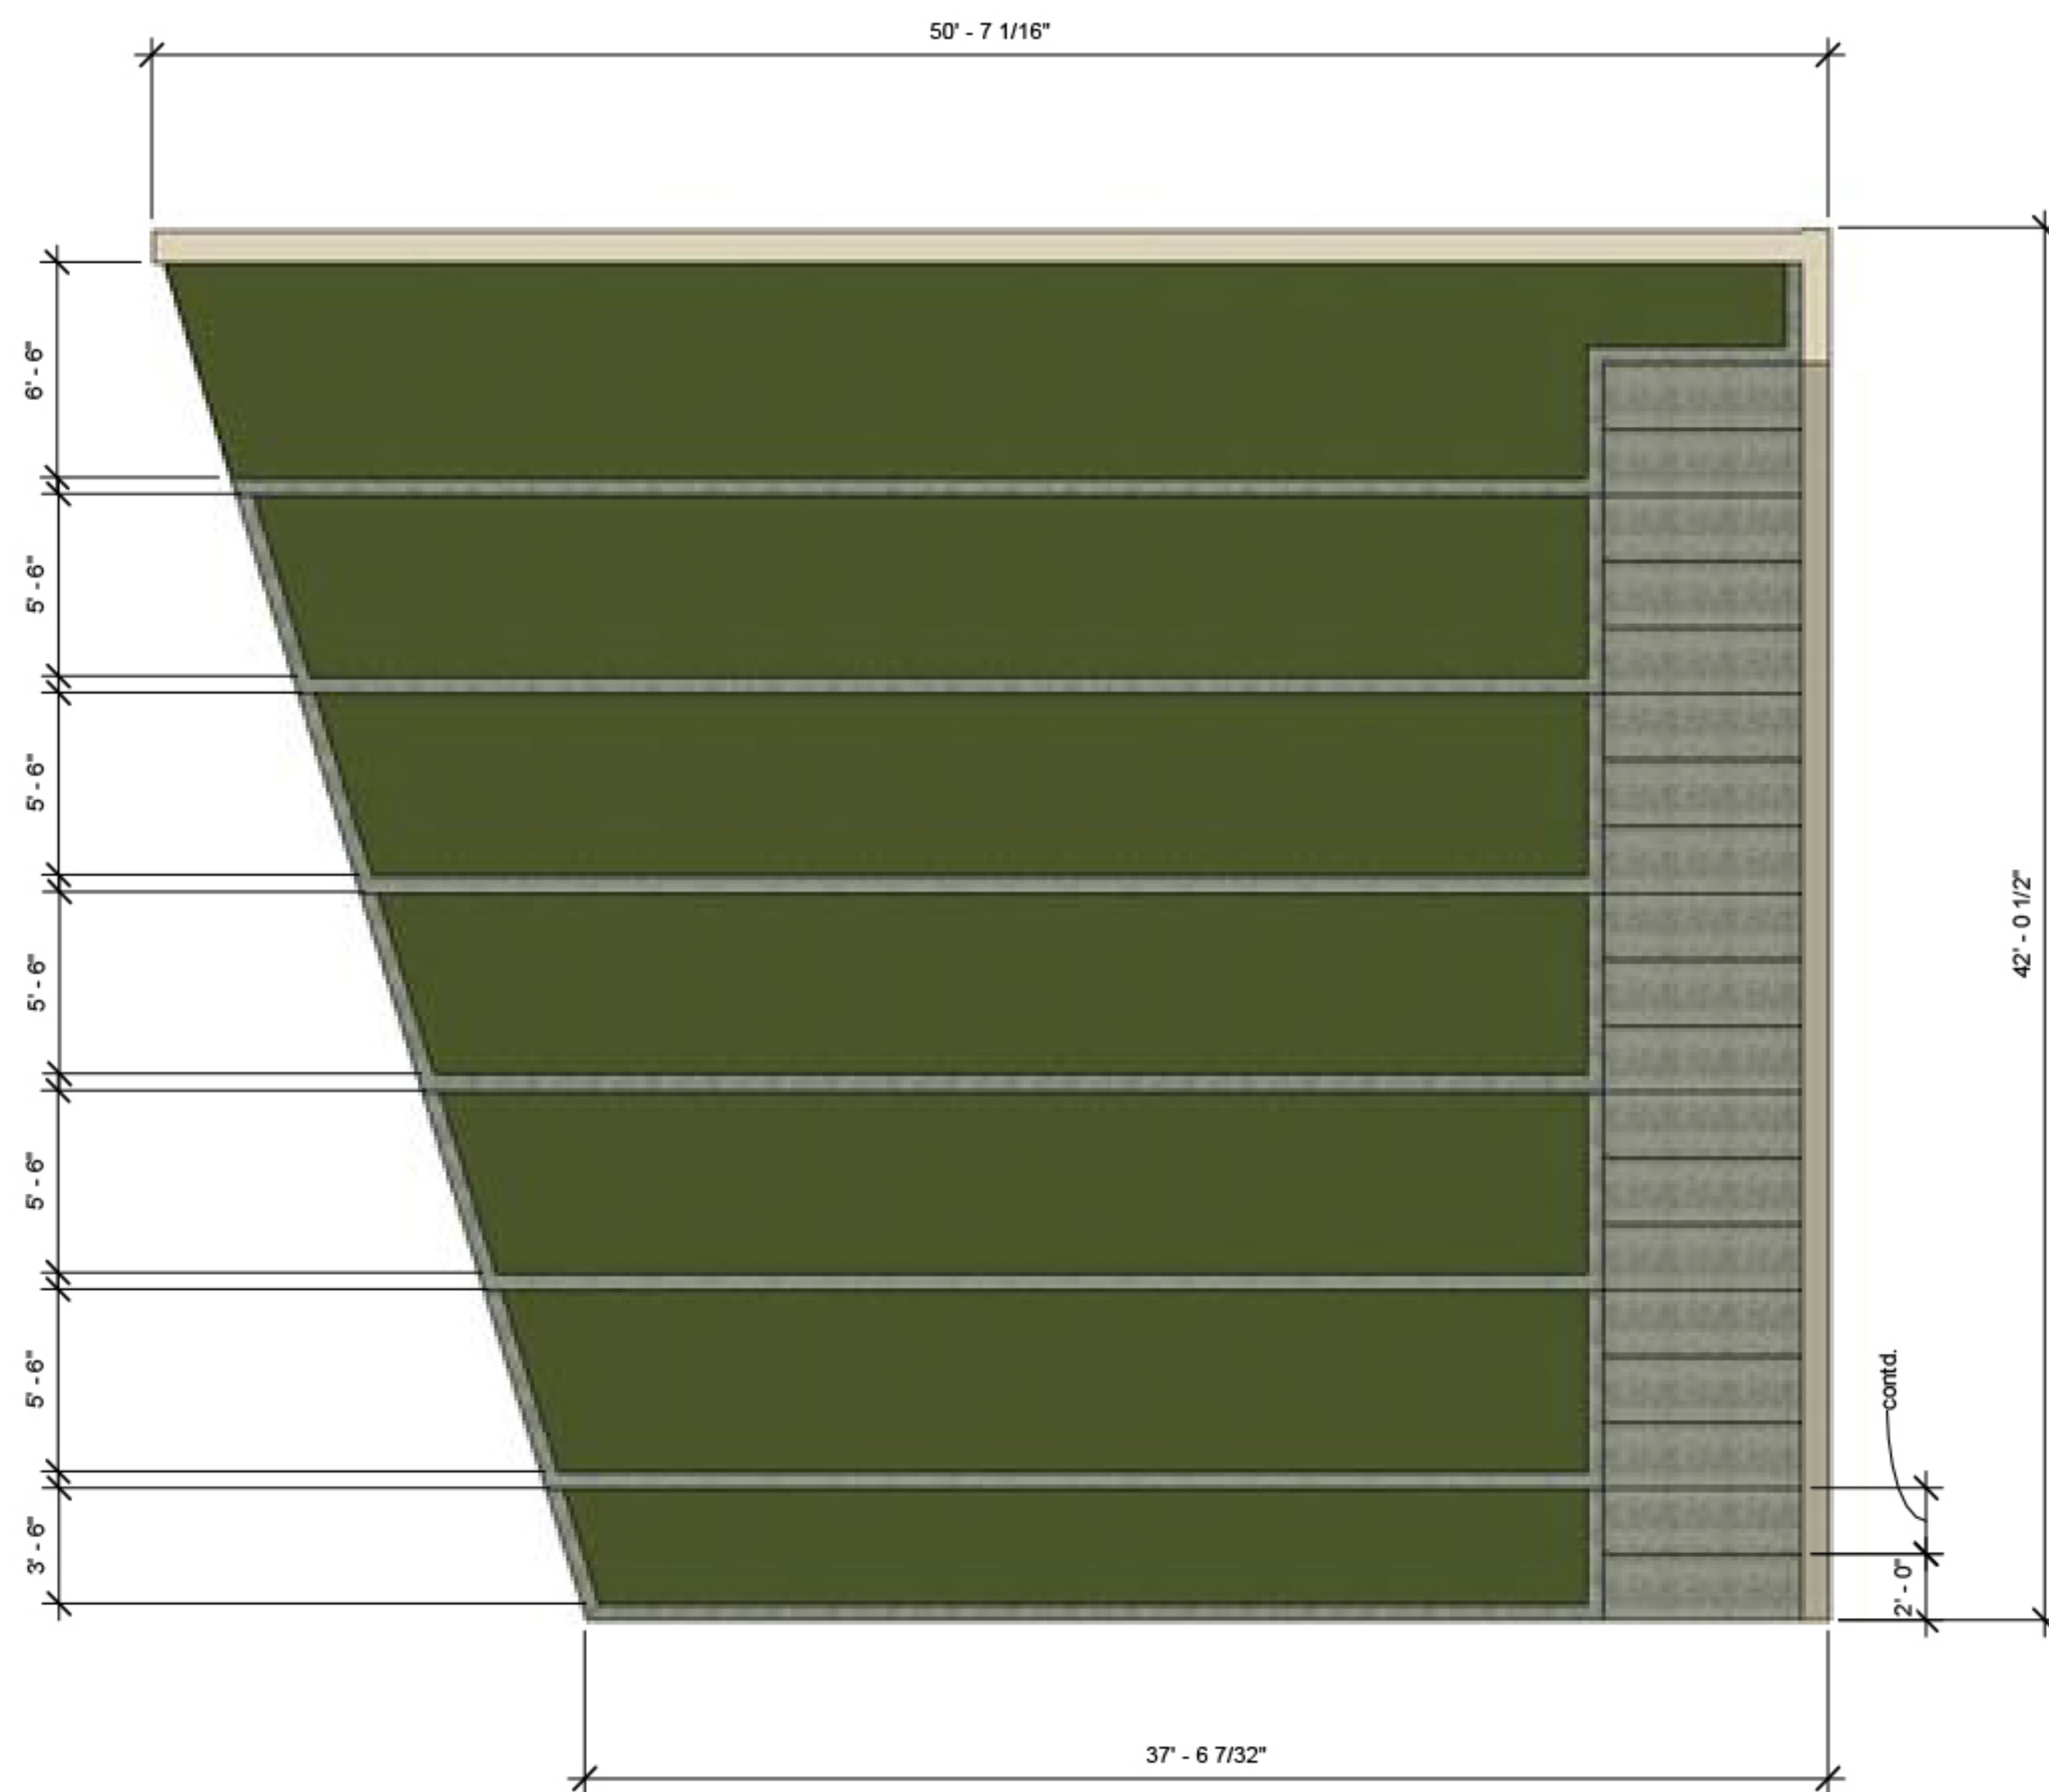 50' - 7 1/16"
6' - 6"
5' - 6"
5' - 6"
5' - 6"
5' - 6"
5' - 6"
3' - 6"
42' - 0 1/2"
contd.
2' - 0"
37' - 6 7/32"